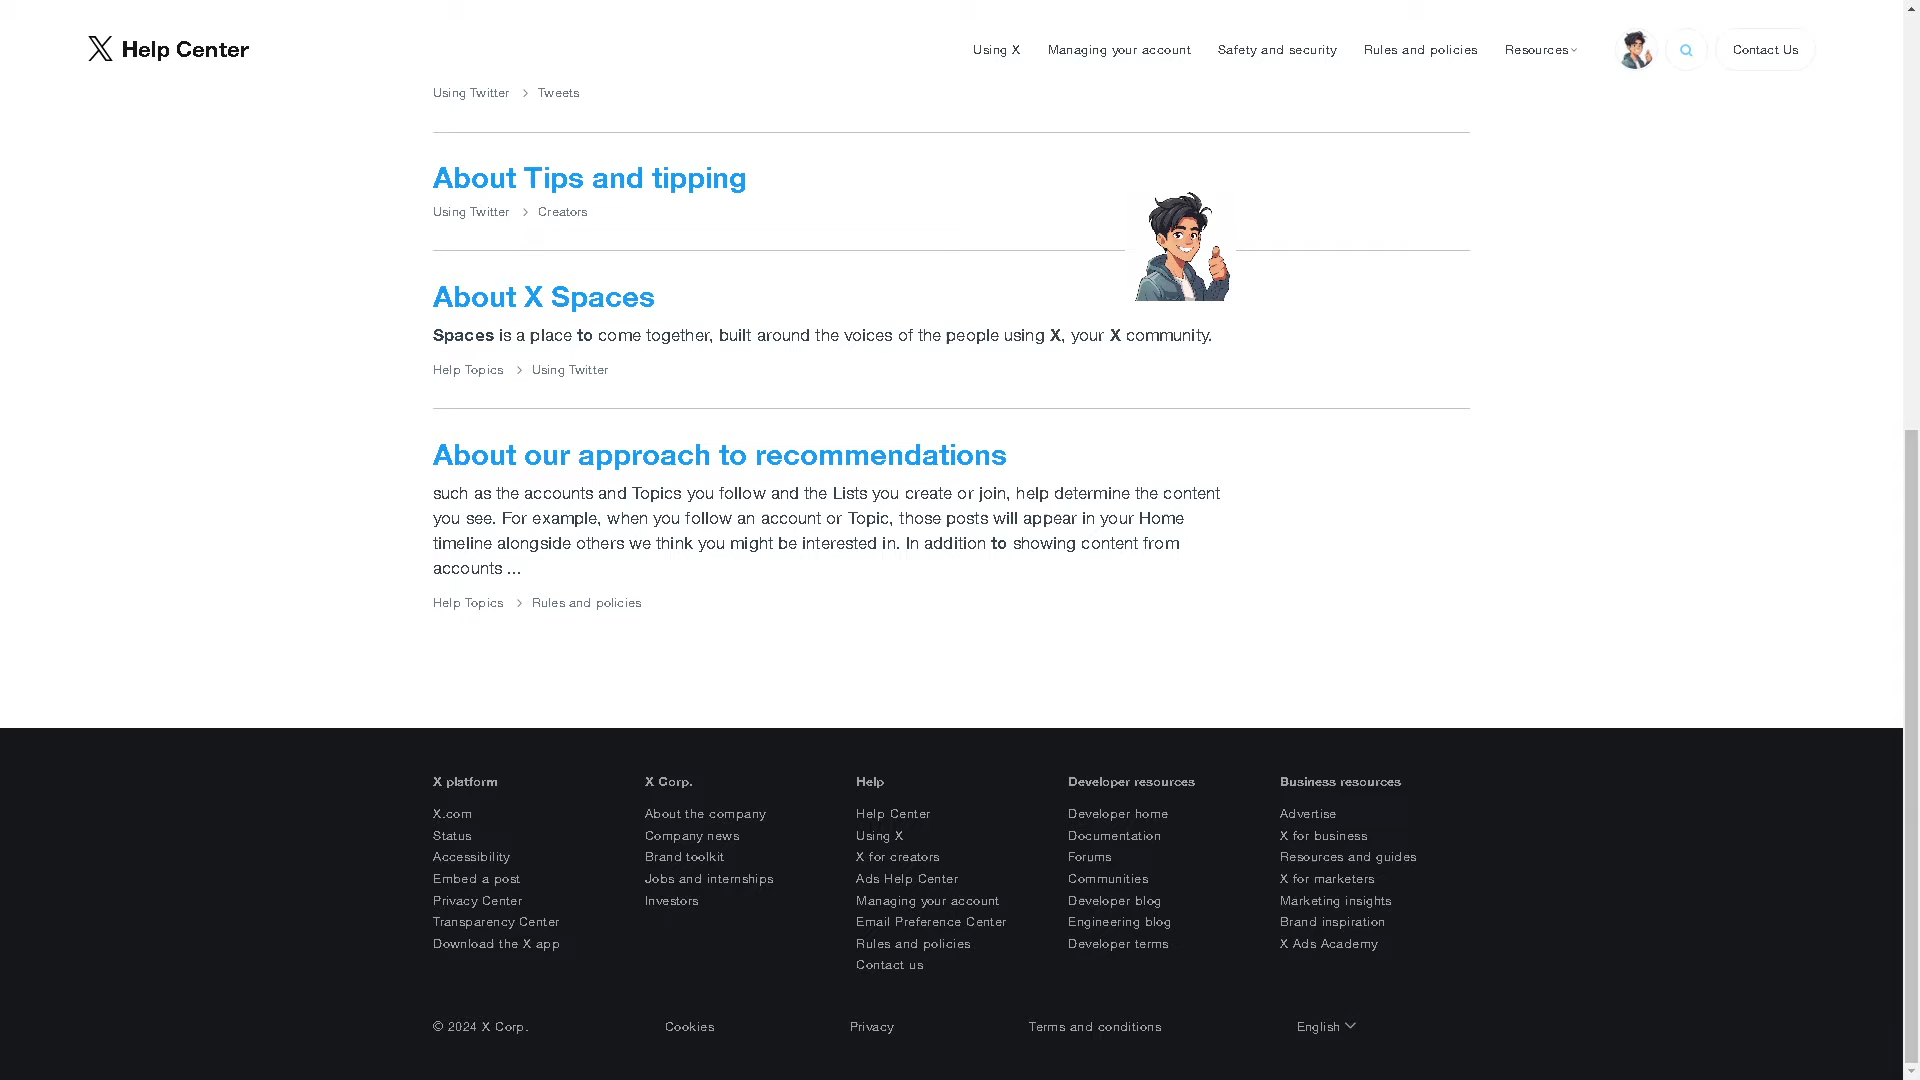 Help Center
Using X
Managing your account
Safety and security
Rules and policies
Resources
Contact Us
Using Twitter > Tweets
About Tips and tipping
Using Twitter > Creators
About X Spaces
Spaces is a place to come together, built around the voices of the people using X, your X community.
Help Topics > Using Twitter
About our approach to recommendations
such as the accounts and Topics you follow and the Lists you create or join, help determine the content
you see. For example, when you follow an account or Topic, those posts will appear in your Home
timeline alongside others we think you might be interested in. In addition to showing content from
accounts ...
Help Topics > Rules and policies
X platform
X.com
Status
Accessibility
Embed a post
Privacy Center
Transparency Center
Download the X app
X Corp.
About the company
Company news
Brand toolkit
Jobs and internships
Investors
Help
Help Center
Using X
X for creators
Ads Help Center
Managing your account
Email Preference Center
Rules and policies
Contact us
Developer resources
Developer home
Documentation
Forums
Communities
Developer blog
Engineering blog
Developer terms
Business resources
Advertise
X for business
Resources and guides
X for marketers
Marketing insights
Brand inspiration
X Ads Academy
© 2024 X Corp.
Cookies
Privacy
Terms and conditions
English